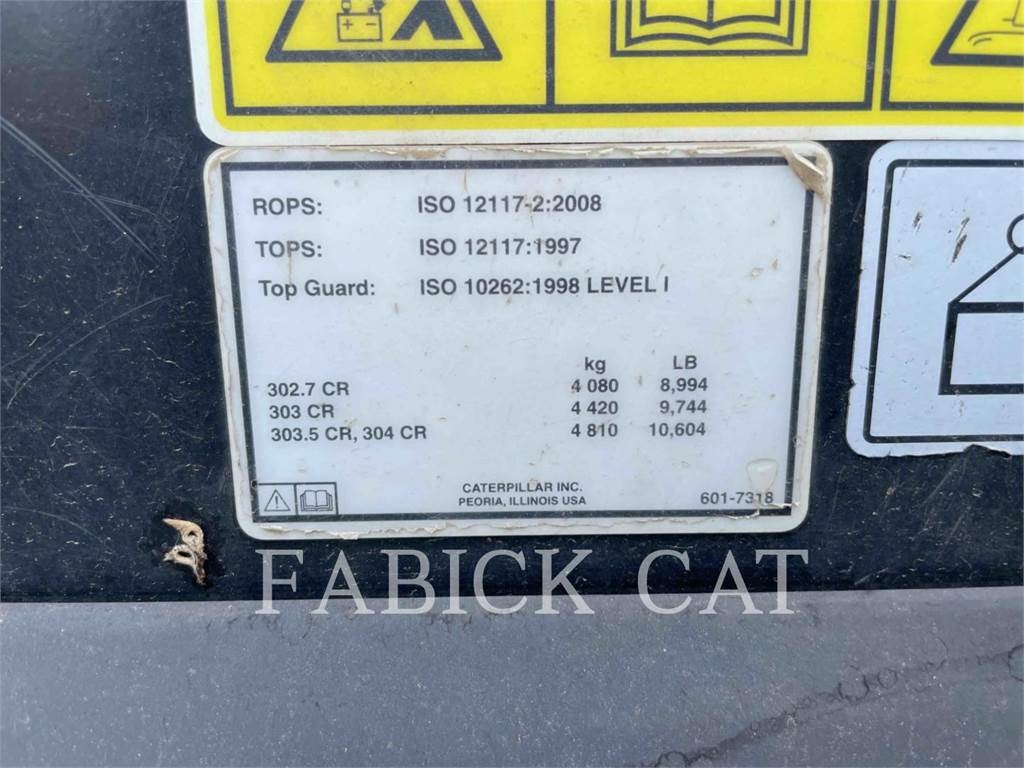 ROPS: ISO 12117-2:2008
TOPS: ISO 12117:1997
Top Guard: ISO 10262:1998 LEVEL I
kg LB
302.7 CR 4 080 8,994
303 CR 4 420 9,744
303.5 CR, 304 CR 4 810 10,604
CATERPILLAR INC.
PEORIA, ILLINOIS USA
601-7318
FABICK CAT